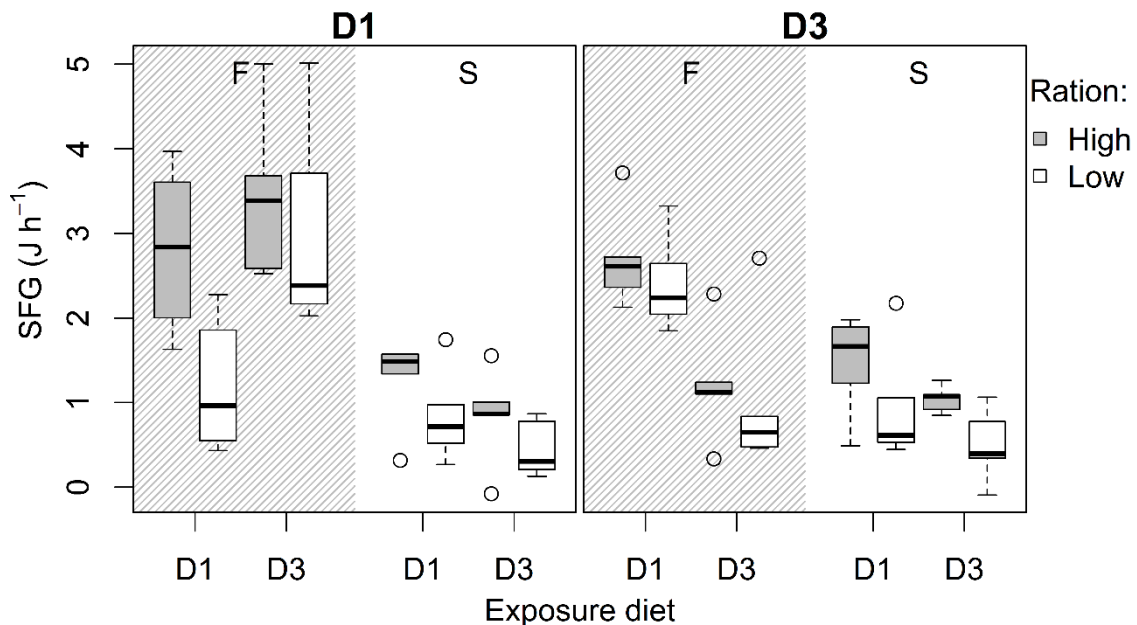 D1 D3
F S F S
Ration:
High
Low
SFG (J h⁻¹)
5
4
3
2
1
0
D1 D3 D1 D3 D1 D3 D1 D3
Exposure diet